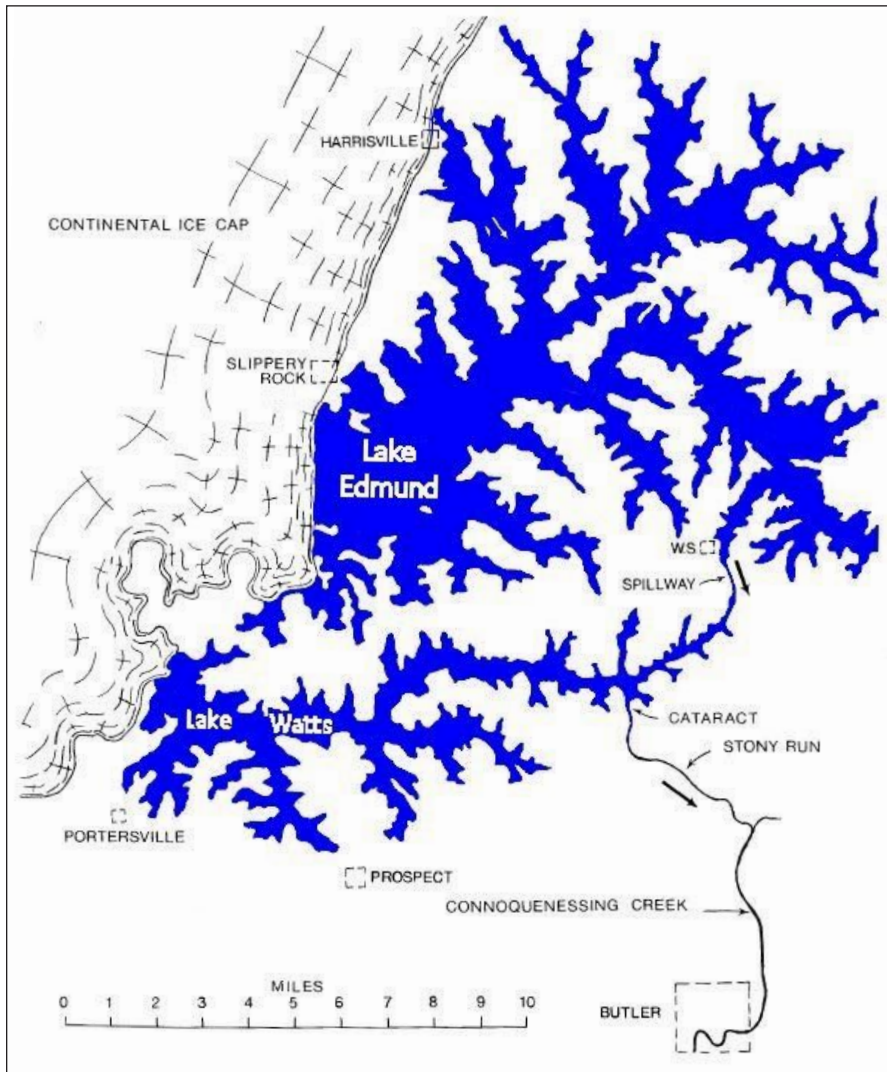 HARRISVILLE
CONTINENTAL ICE CAP
SLIPPERY
ROCK
Lake
Edmund
W.S
SPILLWAY
Lake Watts
CATARACT
STONY RUN
PORTERSVILLE
PROSPECT
CONNOQUENESSING CREEK
MILES
0 1 2 3 4 5 6 7 8 9 10
BUTLER